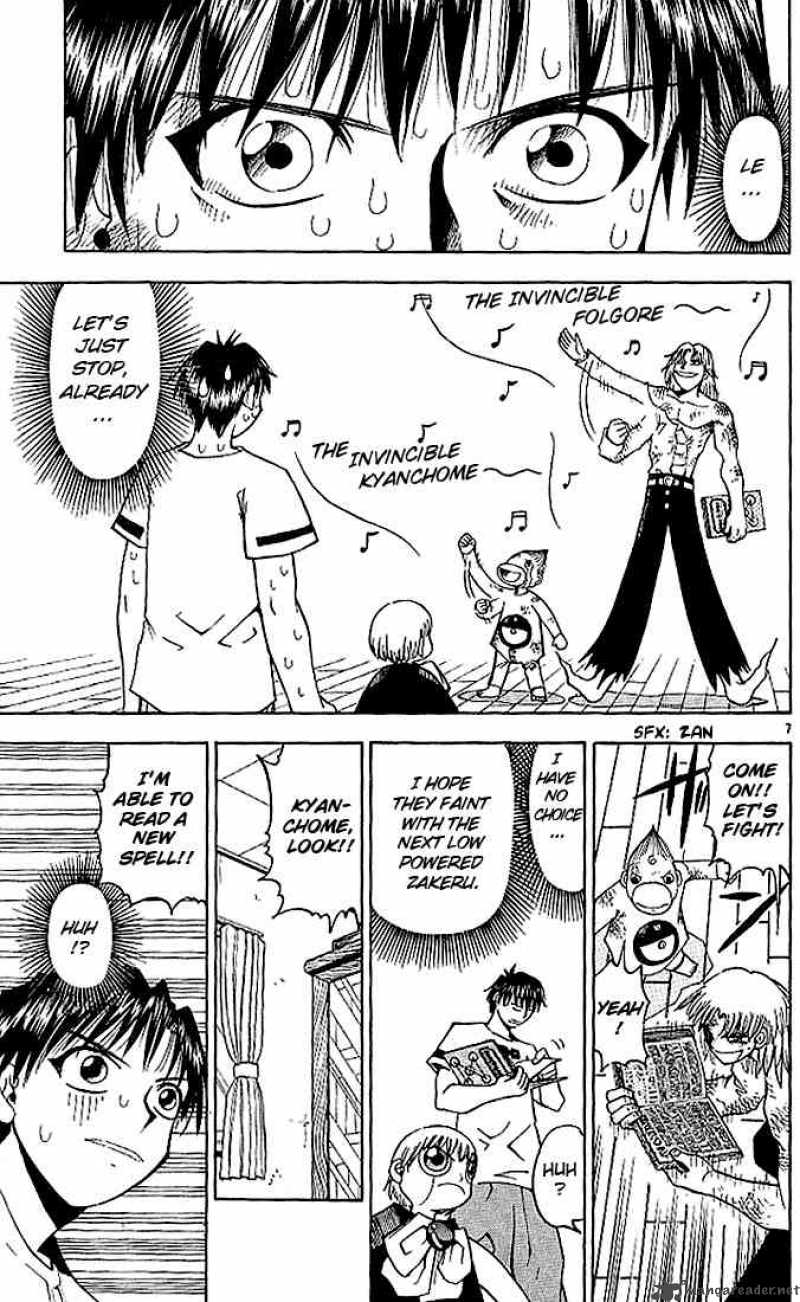 LE
...
THE INVINCIBLE
FOLGORE
LET'S
JUST
STOP,
ALREADY
...
THE INVINCIBLE
KYANCHOME
7
SFX: ZAN
COME
ON!!
LET'S
FIGHT!
YEAH
!
I
HAVE
NO
CHOICE
...
I HOPE
THEY FAINT
WITH THE
NEXT LOW
POWERED
ZAKERU.
HUH
?
KYAN-
CHOME,
LOOK!!
I'M
ABLE TO
READ A
NEW
SPELL!!
HUH
!?
mangareader.net